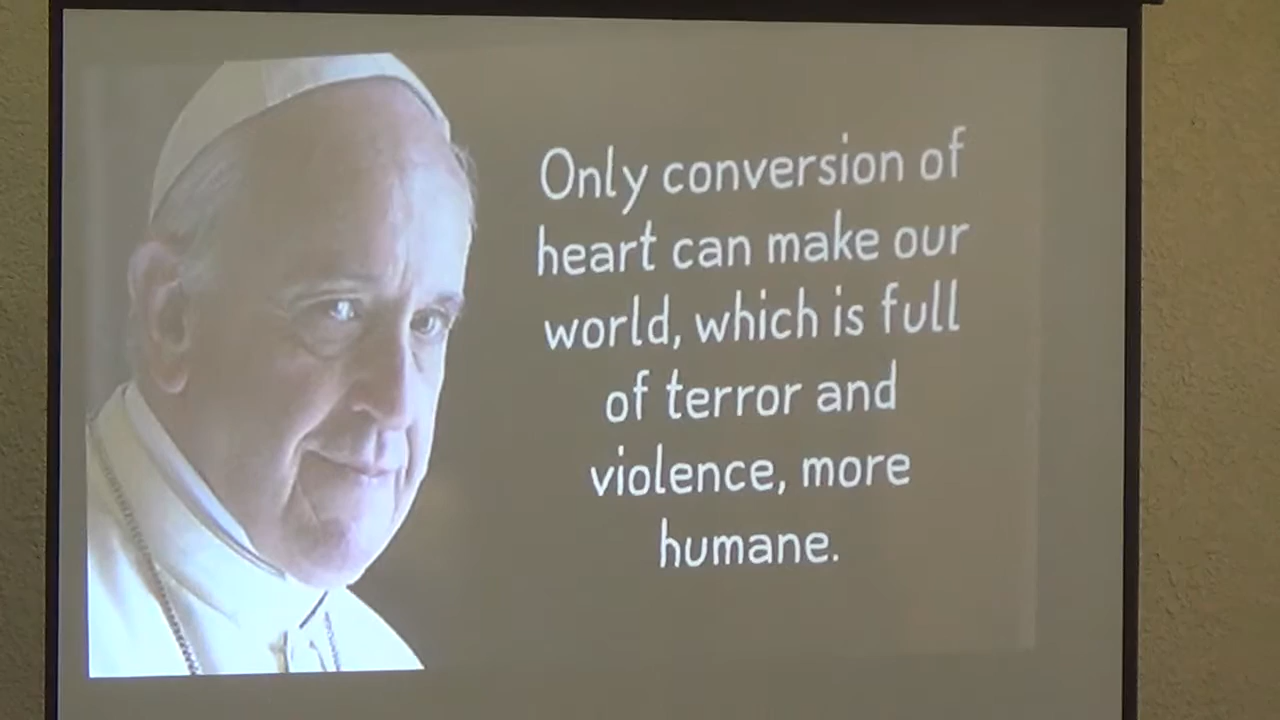 Only conversion of
heart can make our
world, which is full
of terror and
violence, more
humane.